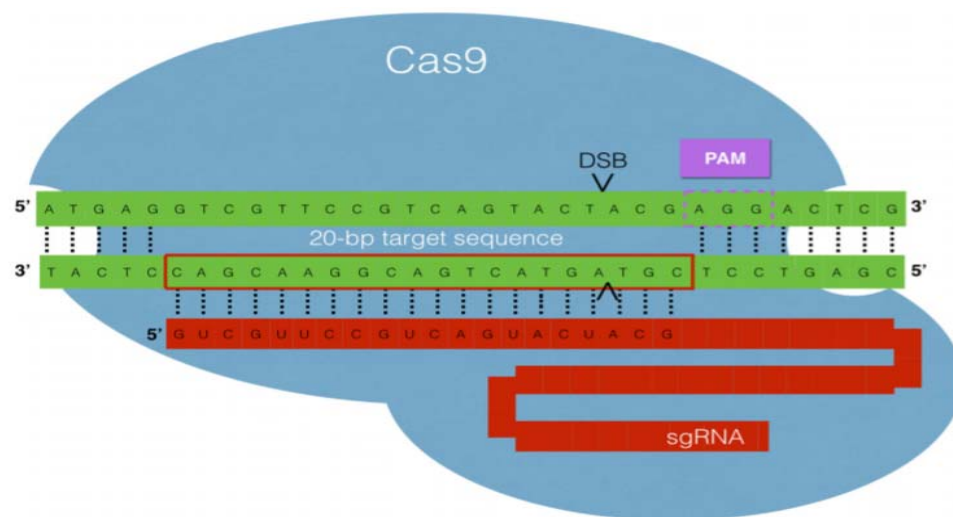 Cas9
DSB
PAM
5’ A T G A G G T C G T T C C G T C A G T A C T A C G A G G A C T C G 3’
20-bp target sequence
3’ T A C T C C A G C A A G G C A G T C A T G A T G C T C C T G A G C 5’
5’ G U C G U U C C G U C A G U A C U A C G
sgRNA